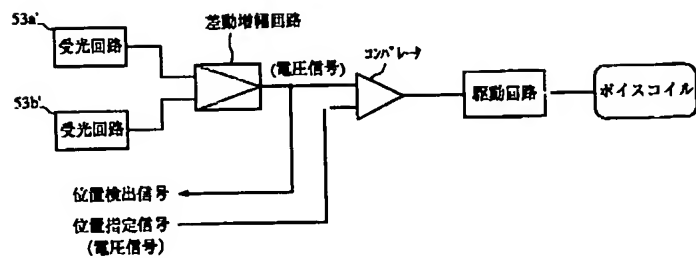 53a'
受光回路
53b'
受光回路
差動増幅回路
(電圧信号)
コンパレータ
駆動回路
ボイスコイル
位置検出信号
位置指定信号
(電圧信号)